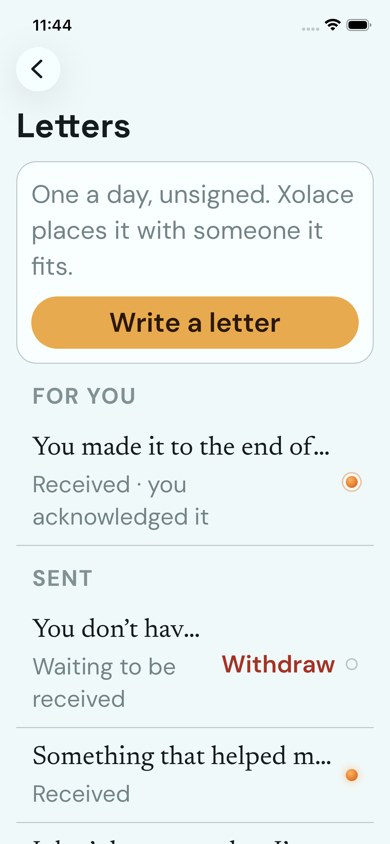 11:44
Letters
One a day, unsigned. Xolace
places it with someone it
fits.
Write a letter
FOR YOU
You made it to the end of…
Received · you
acknowledged it
SENT
You don’t hav…
Waiting to be
received
Withdraw
Something that helped m…
Received